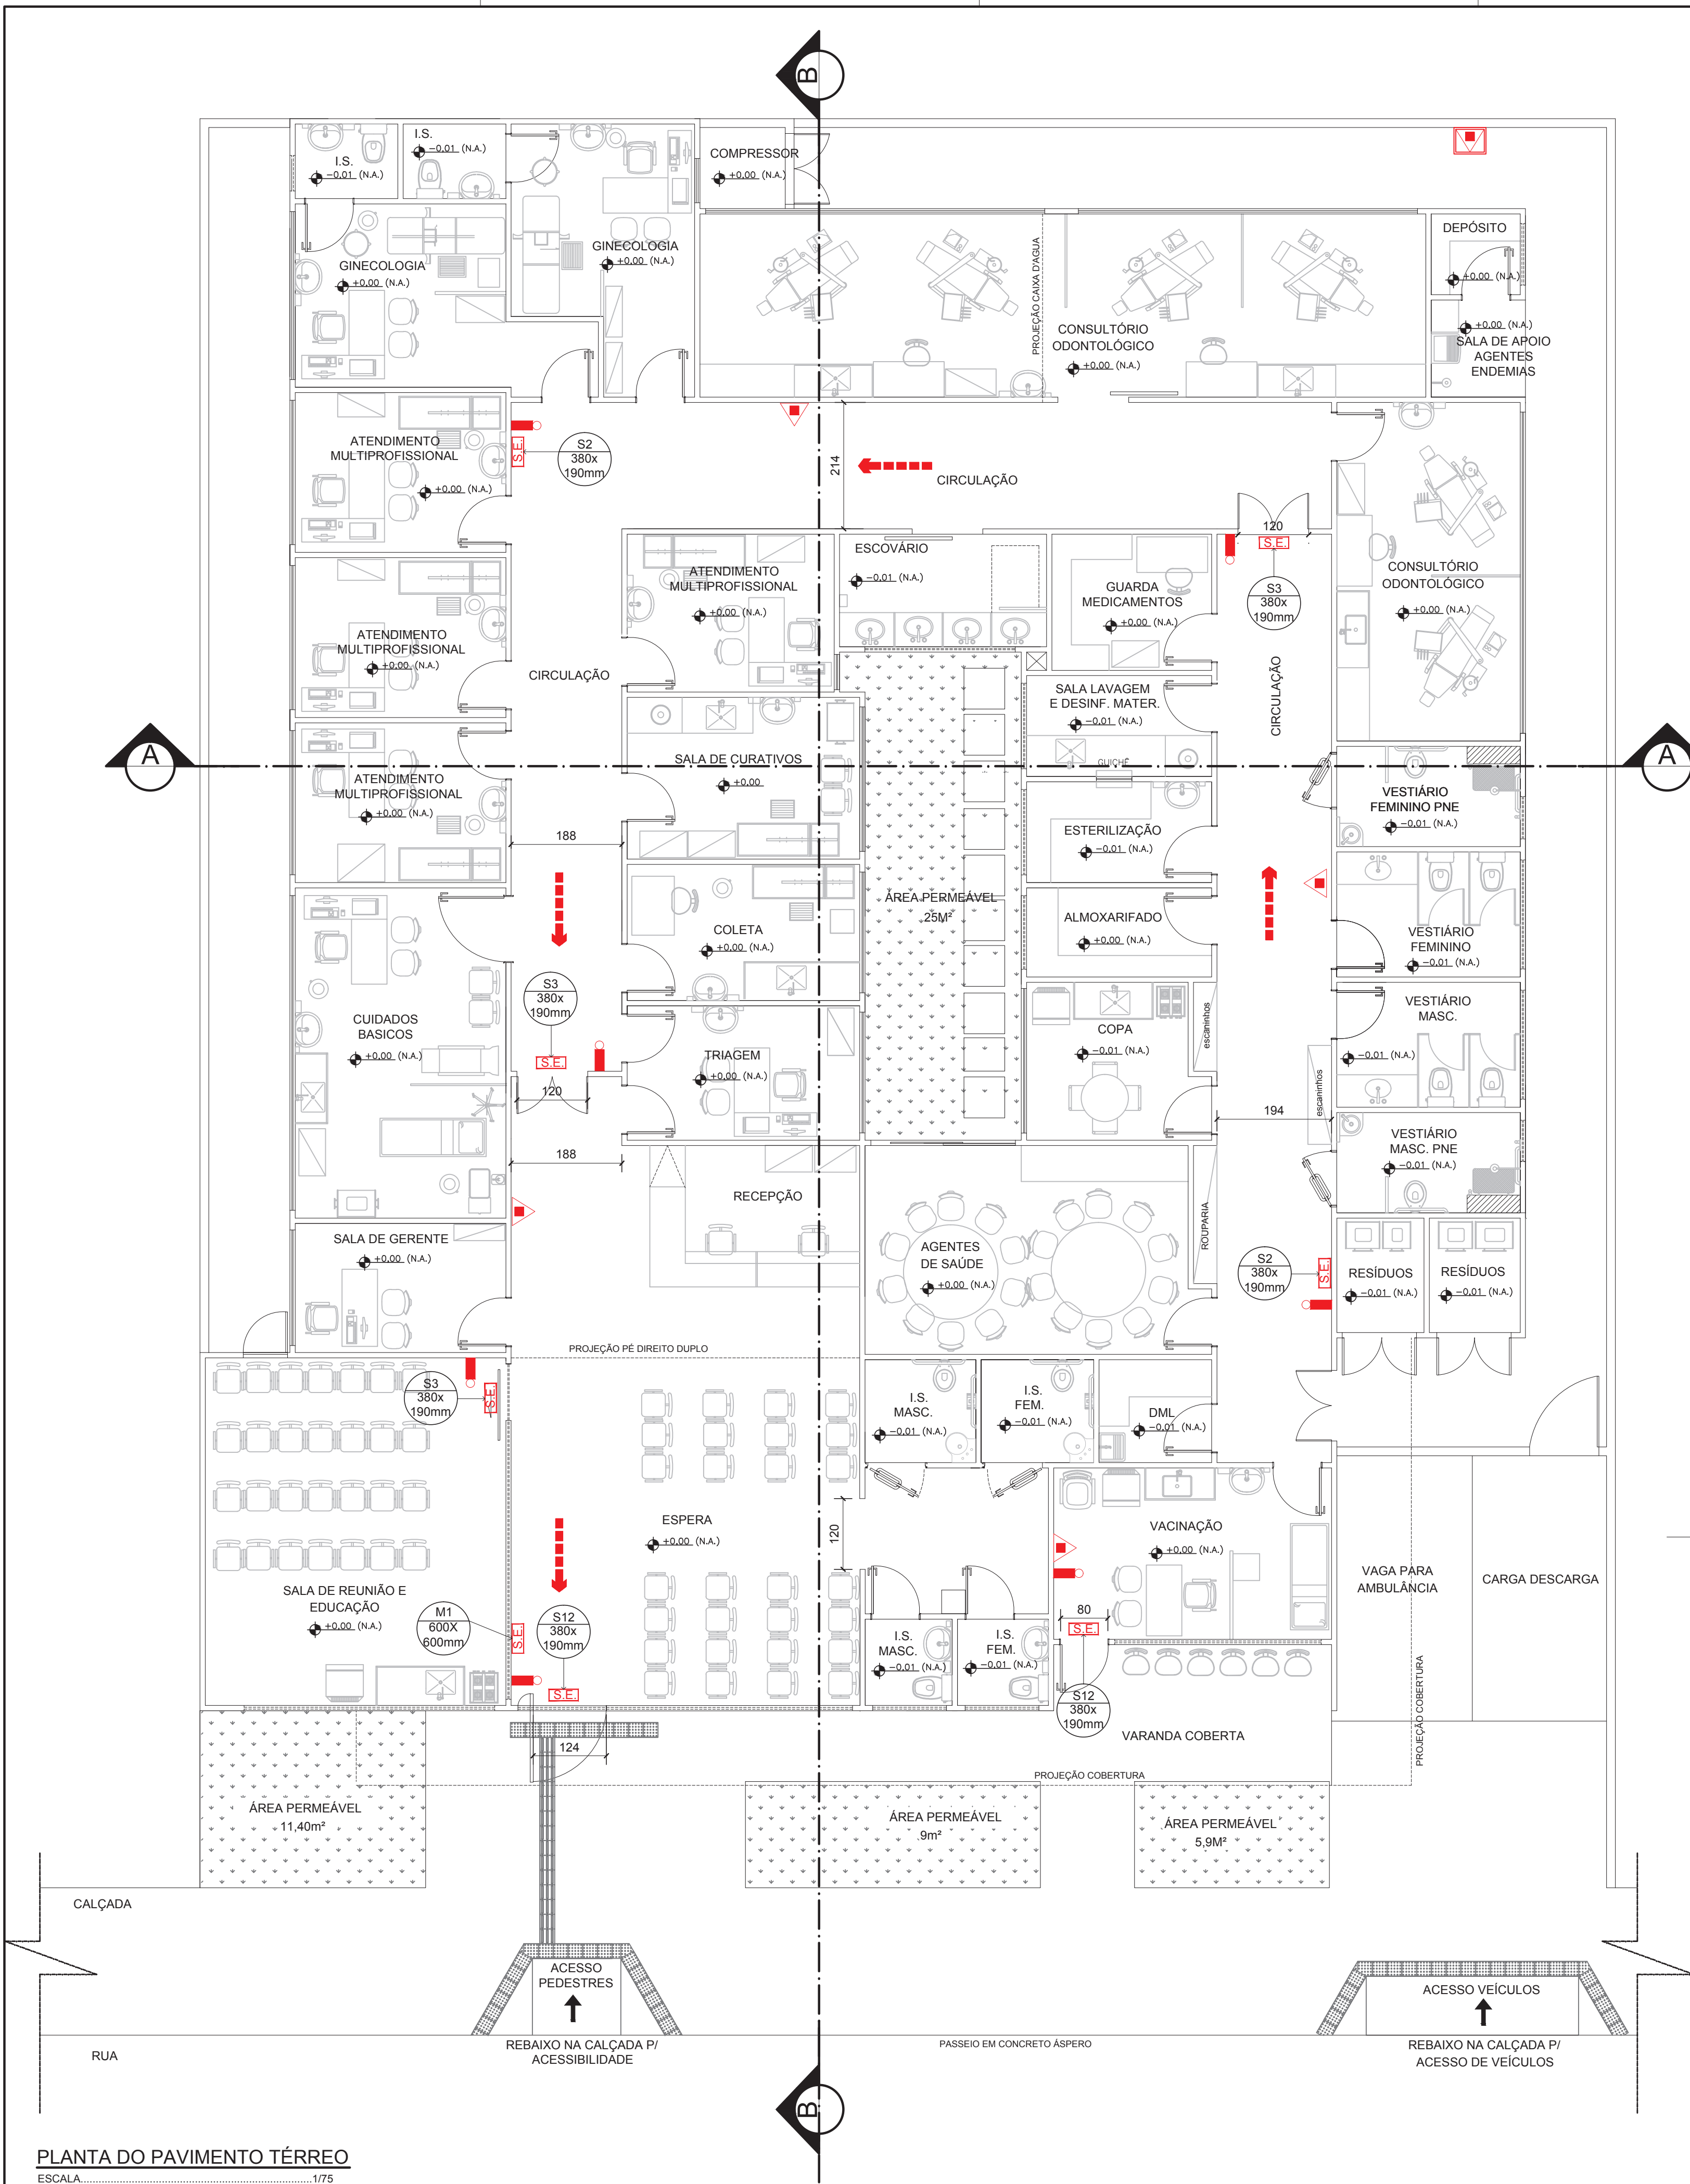 B
I.S.
-0.01 (N.A.)
I.S.
-0.01 (N.A.)
COMPRESSOR
+0.00 (N.A.)
GINECOLOGIA
+0.00 (N.A.)
GINECOLOGIA
+0.00 (N.A.)
PROJEÇÃO CAIXA D'AGUA
CONSULTÓRIO
ODONTOLÓGICO
+0.00 (N.A.)
DEPÓSITO
+0.00 (N.A.)
+0.00 (N.A.)
SALA DE APOIO
AGENTES
ENDEMIAS
ATENDIMENTO
MULTIPROFISSIONAL
+0.00 (N.A.)
S.E.
S2
380x
190mm
214
CIRCULAÇÃO
120
S.E.
S3
380x
190mm
CONSULTÓRIO
ODONTOLÓGICO
+0.00 (N.A.)
ATENDIMENTO
MULTIPROFISSIONAL
+0.00 (N.A.)
CIRCULAÇÃO
ATENDIMENTO
MULTIPROFISSIONAL
+0.00 (N.A.)
ESCOVÁRIO
-0.01 (N.A.)
GUARDA
MEDICAMENTOS
+0.00 (N.A.)
CIRCULAÇÃO
SALA LAVAGEM
E DESINF. MATER.
-0.01 (N.A.)
GUICHÊ
A
A
ATENDIMENTO
MULTIPROFISSIONAL
+0.00 (N.A.)
SALA DE CURATIVOS
+0.00
188
VESTIÁRIO
FEMININO PNE
-0.01 (N.A.)
ESTERILIZAÇÃO
-0.01 (N.A.)
ÁREA PERMEÁVEL
25M²
ALMOXARIFADO
+0.00 (N.A.)
VESTIÁRIO
FEMININO
-0.01 (N.A.)
COLETA
+0.00 (N.A.)
S3
380x
190mm
S.E.
120
CUIDADOS
BASICOS
+0.00 (N.A.)
TRIAGEM
+0.00 (N.A.)
COPA
-0.01 (N.A.)
escaninhos
escaninhos
VESTIÁRIO
MASC.
-0.01 (N.A.)
194
VESTIÁRIO
MASC. PNE
-0.01 (N.A.)
188
RECEPÇÃO
SALA DE GERENTE
+0.00 (N.A.)
AGENTES
DE SAÚDE
+0.00 (N.A.)
ROUPARIA
S2
380x
190mm
S.E.
RESÍDUOS
-0.01 (N.A.)
RESÍDUOS
-0.01 (N.A.)
PROJEÇÃO PÉ DIREITO DUPLO
S3
380x
190mm
S.E.
I.S.
MASC.
-0.01 (N.A.)
I.S.
FEM.
-0.01 (N.A.)
DML
-0.01 (N.A.)
ESPERA
+0.00 (N.A.)
120
VACINAÇÃO
+0.00 (N.A.)
VAGA PARA
AMBULÂNCIA
CARGA DESCARGA
SALA DE REUNIÃO E
EDUCAÇÃO
+0.00 (N.A.)
M1
600X
600mm
S.E.
S12
380x
190mm
S.E.
I.S.
MASC.
-0.01 (N.A.)
I.S.
FEM.
-0.01 (N.A.)
80
S.E.
S12
380x
190mm
VARANDA COBERTA
PROJEÇÃO COBERTURA
124
PROJEÇÃO COBERTURA
ÁREA PERMEÁVEL
11,40m²
ÁREA PERMEÁVEL
9m²
ÁREA PERMEÁVEL
5,9M²
CALÇADA
ACESSO
PEDESTRES
ACESSO VEÍCULOS
RUA
REBAIXO NA CALÇADA P/
ACESSIBILIDADE
PASSEIO EM CONCRETO ÁSPERO
REBAIXO NA CALÇADA P/
ACESSO DE VEÍCULOS
B
PLANTA DO PAVIMENTO TÉRREO
ESCALA..........................................................................1/75